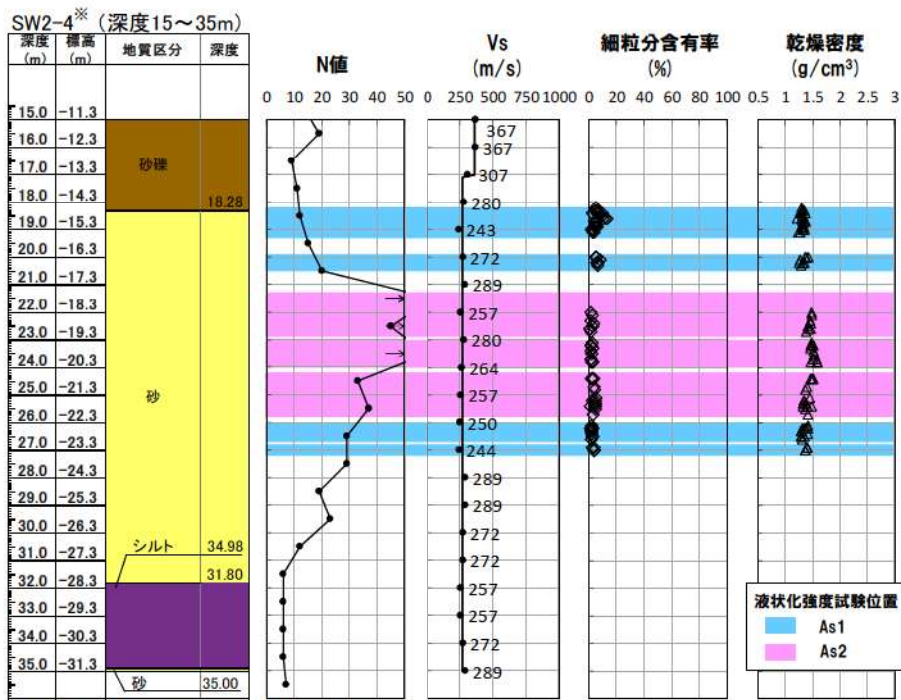 SW2-4※（深度15～35m）
深度(m) 標高(m) 地質区分 深度
N値
Vs
(m/s)
細粒分含有率
(%)
乾燥密度
(g/cm³)
0 10 20 30 40 50
0 250 500 750 1000
0 20 40 60 80 100
0.5 1 1.5 2 2.5 3
15.0 -11.3
16.0 -12.3
17.0 -13.3
18.0 -14.3
19.0 -15.3
20.0 -16.3
21.0 -17.3
22.0 -18.3
23.0 -19.3
24.0 -20.3
25.0 -21.3
26.0 -22.3
27.0 -23.3
28.0 -24.3
29.0 -25.3
30.0 -26.3
31.0 -27.3
32.0 -28.3
33.0 -29.3
34.0 -30.3
35.0 -31.3
砂礫
18.28
砂
シルト 34.98
31.80
砂 35.00
367
367
307
280
243
272
289
257
280
264
257
250
244
289
289
272
272
257
257
272
289
液状化強度試験位置
As1
As2